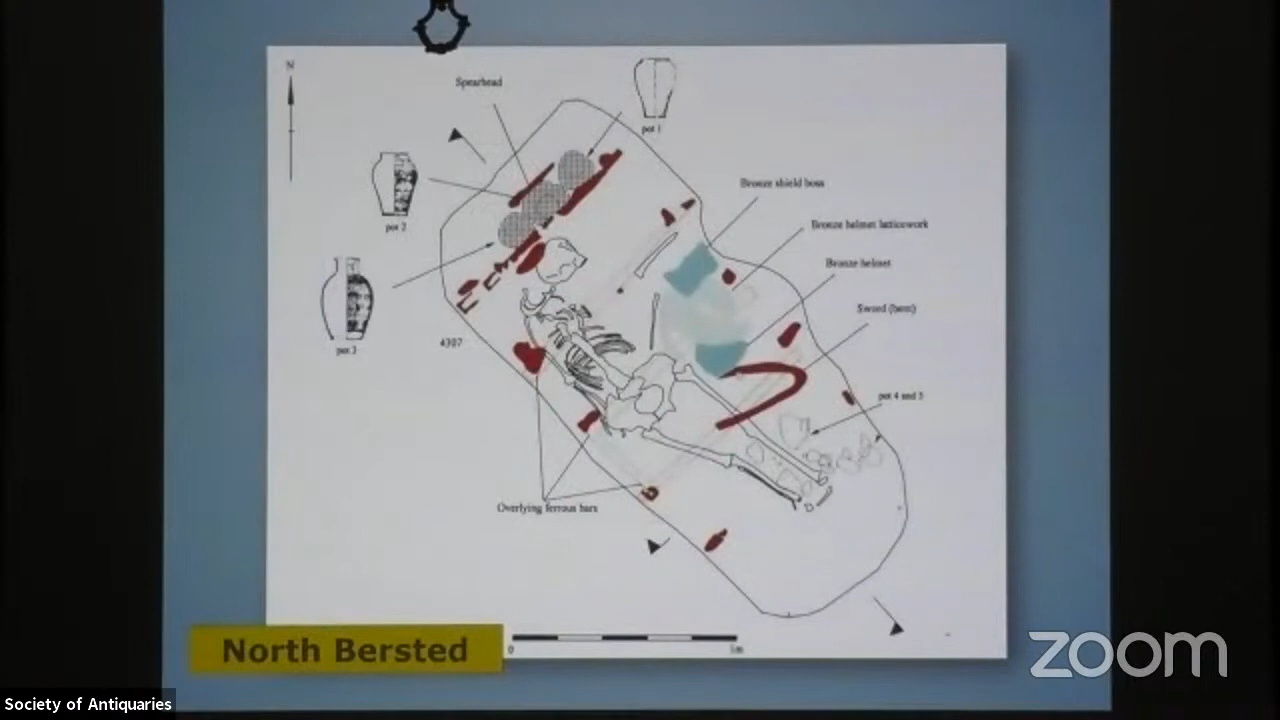 N
Spearhead
pot 1
Bronze shield boss
pot 2
Bronze helmet latticework
Bronze helmet
Sword (bent)
pot 3
4307
pot 4 and 5
Overlying ferrous bars
0
1m
North Bersted
zoom
Society of Antiquaries